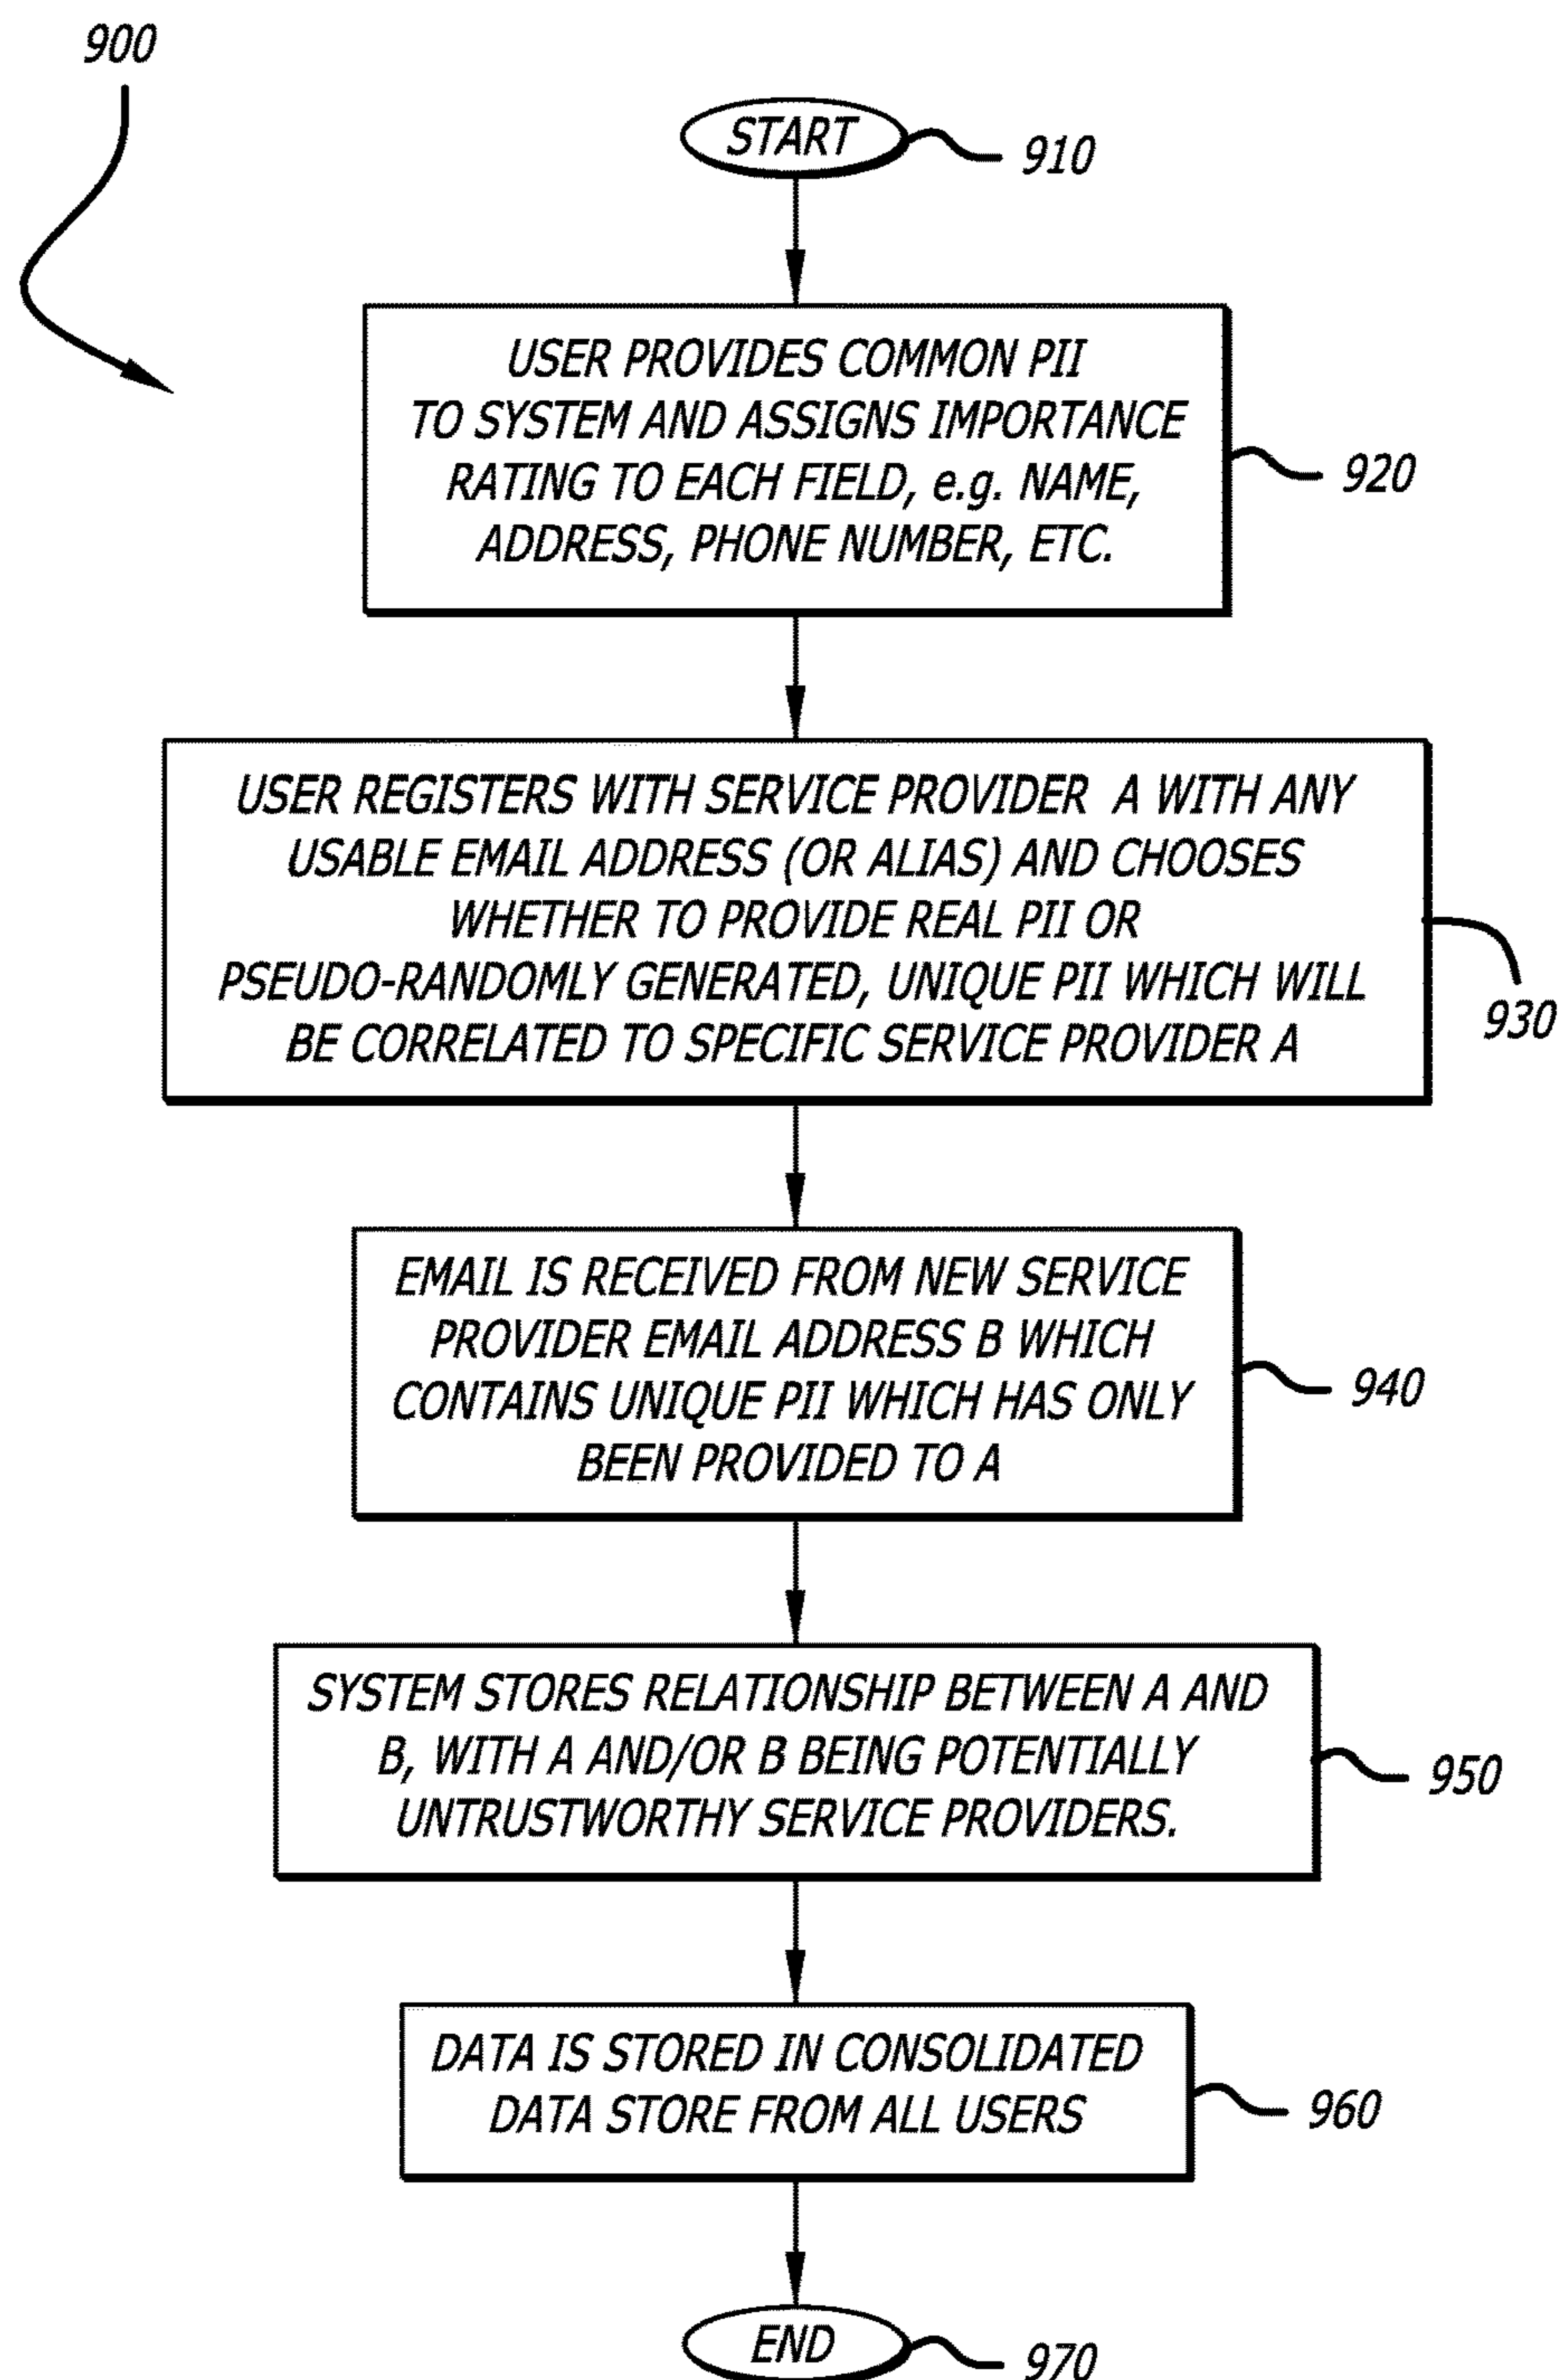 900
START
910
USER PROVIDES COMMON PII
TO SYSTEM AND ASSIGNS IMPORTANCE
RATING TO EACH FIELD, e.g. NAME,
ADDRESS, PHONE NUMBER, ETC.
920
USER REGISTERS WITH SERVICE PROVIDER A WITH ANY
USABLE EMAIL ADDRESS (OR ALIAS) AND CHOOSES
WHETHER TO PROVIDE REAL PII OR
PSEUDO-RANDOMLY GENERATED, UNIQUE PII WHICH WILL
BE CORRELATED TO SPECIFIC SERVICE PROVIDER A
930
EMAIL IS RECEIVED FROM NEW SERVICE
PROVIDER EMAIL ADDRESS B WHICH
CONTAINS UNIQUE PII WHICH HAS ONLY
BEEN PROVIDED TO A
940
SYSTEM STORES RELATIONSHIP BETWEEN A AND
B, WITH A AND/OR B BEING POTENTIALLY
UNTRUSTWORTHY SERVICE PROVIDERS.
950
DATA IS STORED IN CONSOLIDATED
DATA STORE FROM ALL USERS
960
END
970